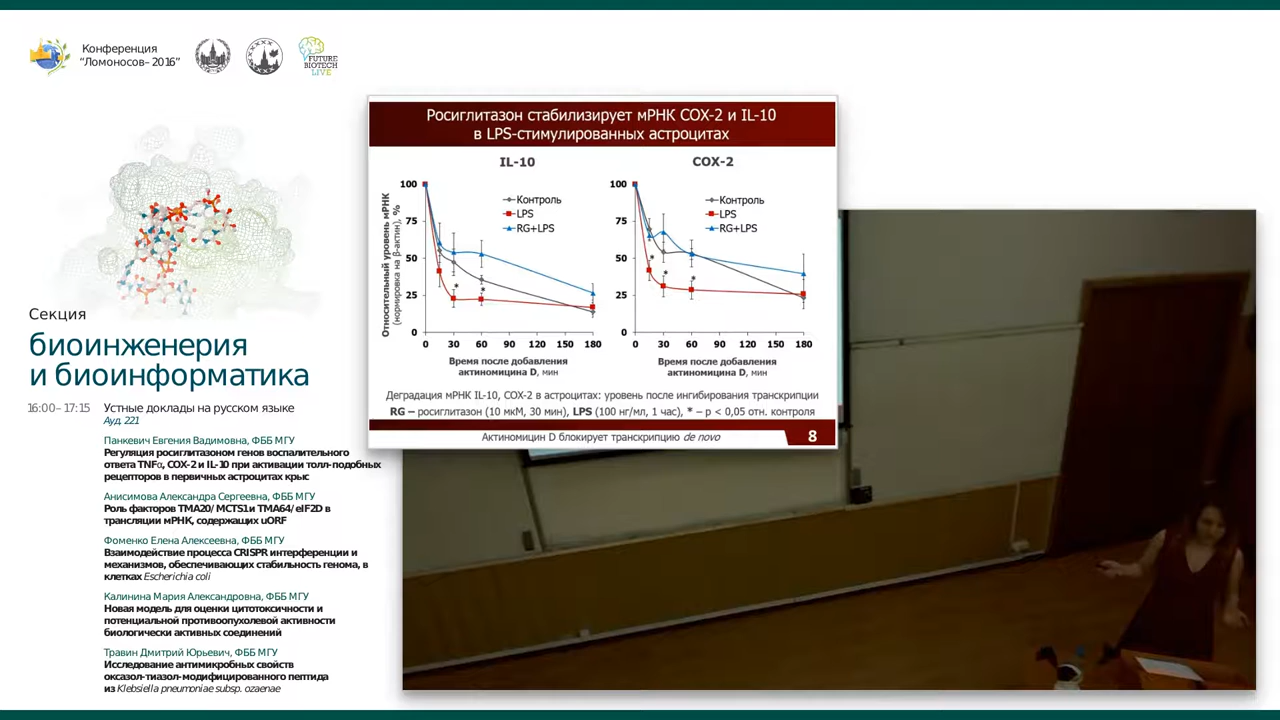 Конференция
“Ломоносов–2016”
FUTURE
BIOTECH
LIVE
Секция
биоинженерия
и биоинформатика
16:00–17:15 Устные доклады на русском языке
Ауд. 221
Панкевич Евгения Вадимовна, ФББ МГУ
Регуляция росиглитазоном генов воспалительного
ответа TNFα, COX-2 и IL-10 при активации толл-подобных
рецепторов в первичных астроцитах крыс
Анисимова Александра Сергеевна, ФББ МГУ
Роль факторов TMA20/MCTS1 и TMA64/eIF2D в
трансляции мРНК, содержащих uORF
Фоменко Елена Алексеевна, ФББ МГУ
Взаимодействие процесса CRISPR интерференции и
механизмов, обеспечивающих стабильность генома, в
клетках Escherichia coli
Калинина Мария Александровна, ФББ МГУ
Новая модель для оценки цитотоксичности и
потенциальной противоопухолевой активности
биологически активных соединений
Травин Дмитрий Юрьевич, ФББ МГУ
Исследование антимикробных свойств
оксазол-тиазол-модифицированного пептида
из Klebsiella pneumoniae subsp. ozaenae
Росиглитазон стабилизирует мРНК COX-2 и IL-10
в LPS-стимулированных астроцитах
IL-10
Относительный уровень мРНК
(нормировка на β-актин), %
100
75
50
25
0
Контроль
LPS
RG+LPS
*
*
0 30 60 90 120 150 180
Время после добавления
актиномицина D, мин
COX-2
100
75
50
25
0
Контроль
LPS
RG+LPS
*
*
*
0 30 60 90 120 150 180
Время после добавления
актиномицина D, мин
Деградация мРНК IL-10, COX-2 в астроцитах: уровень после ингибирования транскрипции
RG – росиглитазон (10 мкМ, 30 мин), LPS (100 нг/мл, 1 час), * – p < 0,05 отн. контроля
Актиномицин D блокирует транскрипцию de novo
8